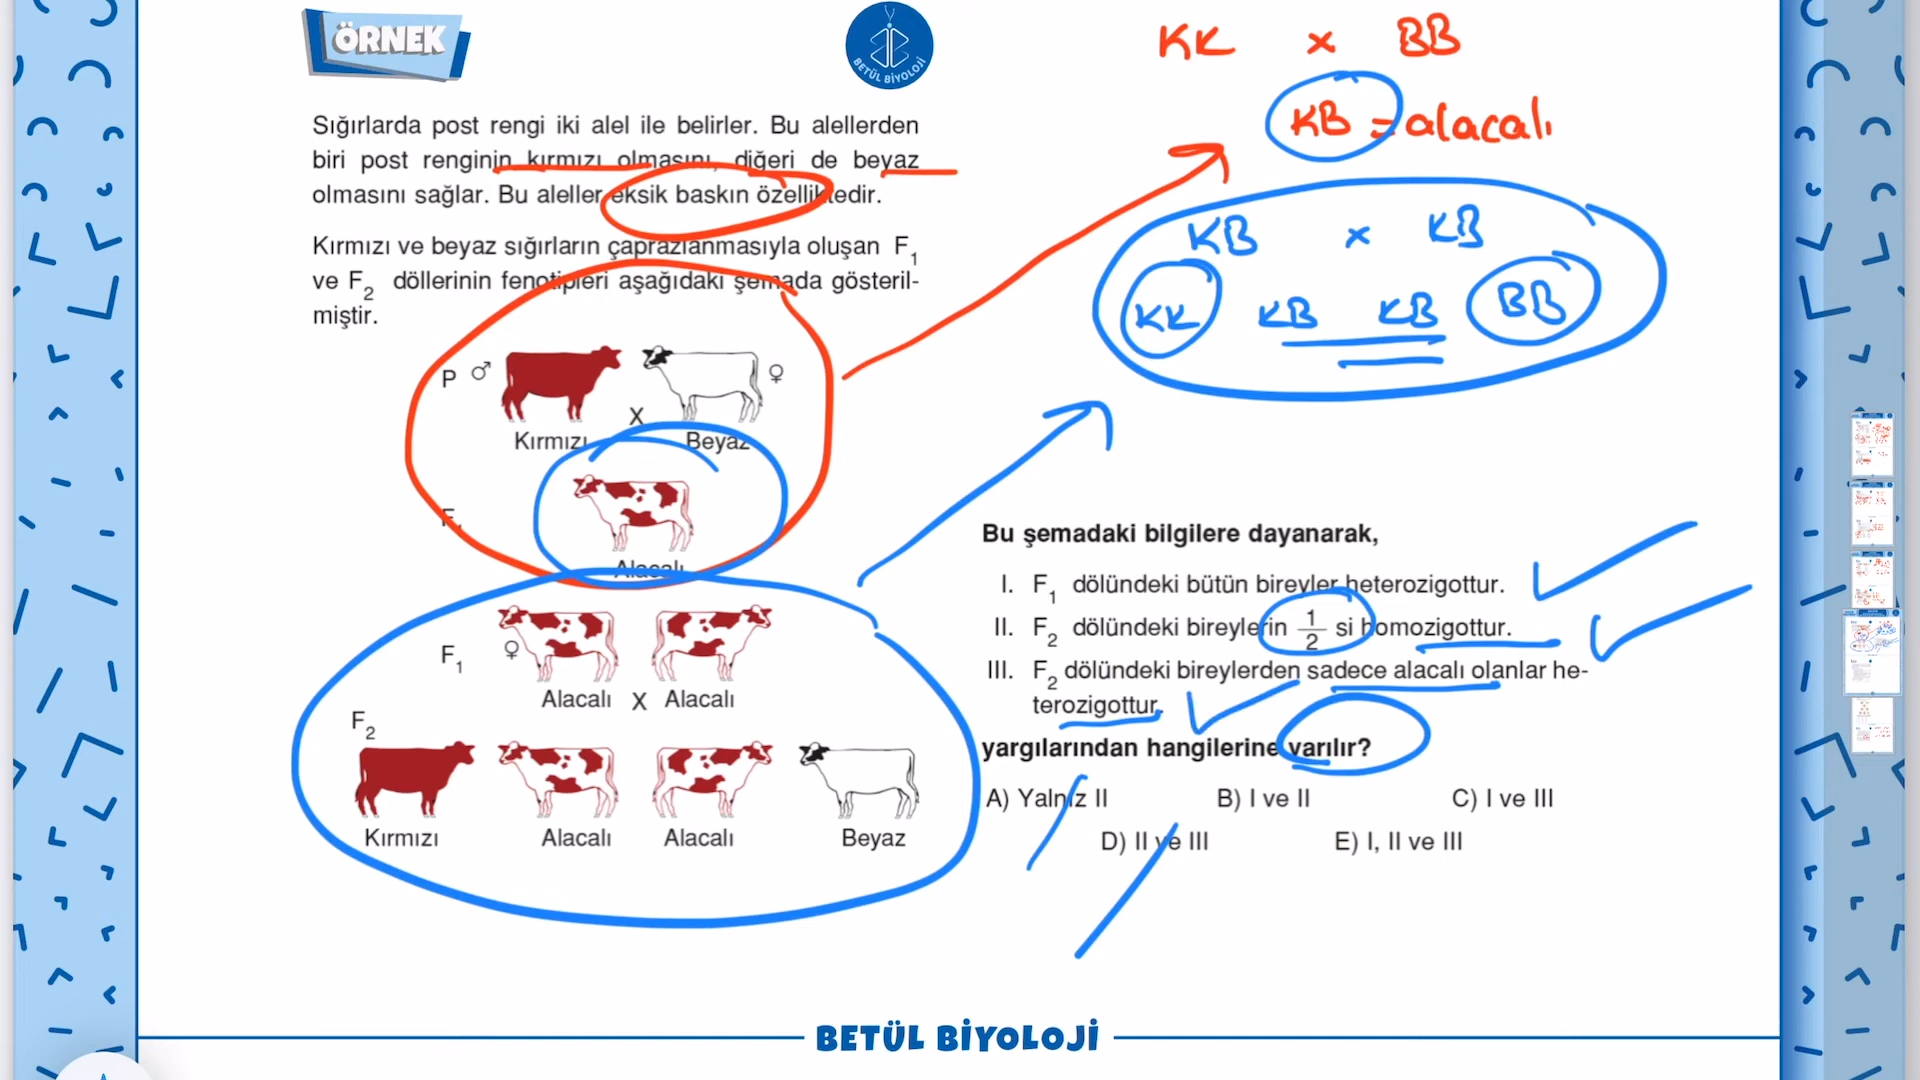 ÖRNEK
BETÜL BİYOLOJİ
KK x BB
KB = alacalı
Sığırlarda post rengi iki alel ile belirler. Bu alellerden
biri post renginin kırmızı olmasını, diğeri de beyaz
olmasını sağlar. Bu aleller eksik baskın özelliktedir.
Kırmızı ve beyaz sığırların çaprazlanmasıyla oluşan F1
ve F2 döllerinin fenotipleri aşağıdaki şemada gösteril-
miştir.
KB x KB
KK KB KB BB
P ♂ X ♀
Kırmızı Beyaz
F1
Alacalı
F1 ♀
Alacalı X Alacalı
F2
Kırmızı Alacalı Alacalı Beyaz
Bu şemadaki bilgilere dayanarak,
I. F1 dölündeki bütün bireyler heterozigottur.
II. F2 dölündeki bireylerin 1/2 si homozigottur.
III. F2 dölündeki bireylerden sadece alacalı olanlar he-
terozigottur.
yargılarından hangilerine varılır?
A) Yalnız II B) I ve II C) I ve III
D) II ve III E) I, II ve III
BETÜL BİYOLOJİ